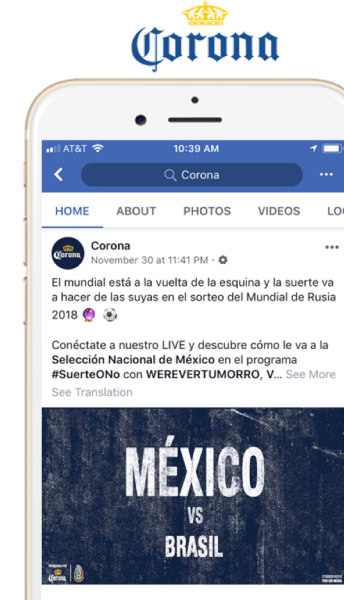 Corona
AT&T 10:39 AM
Corona
HOME ABOUT PHOTOS VIDEOS LO
Corona
Corona
November 30 at 11:41 PM
El mundial está a la vuelta de la esquina y la suerte va
a hacer de las suyas en el sorteo del Mundial de Rusia
2018
Conéctate a nuestro LIVE y descubre cómo le va a la
Selección Nacional de México en el programa
#SuerteONo con WEREVERTUMORRO, V... See More
See Translation
MÉXICO
VS
BRASIL
Corona